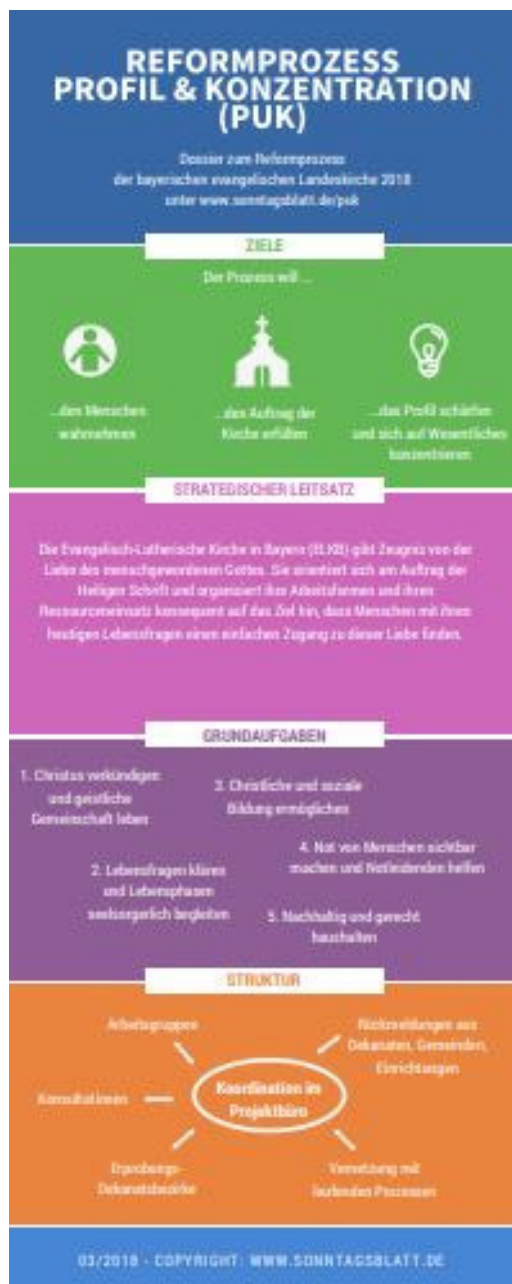 REFORMPROZESS
PROFIL & KONZENTRATION
(PUK)
Dossier zum Reformprozess
der bayerischen evangelischen Landeskirche 2018
unter www.sonntagsblatt.de/puk
ZIELE
Der Prozess will ...
...den Menschen
wahrnehmen
...den Auftrag der
Kirche erfüllen
...das Profil schärfen
und sich auf Wesentlichen
konzentrieren
STRATEGISCHER LEITSATZ
Die Evangelisch-Lutherische Kirche in Bayern (ELKB) gibt Zeugnis von der
Liebe des menschgewordenen Gottes. Sie orientiert sich am Auftrag der
Heiligen Schrift und organisiert ihre Arbeitsformen und ihren
Ressourceneinsatz konsequent auf das Ziel hin, dass Menschen mit ihren
heutigen Lebensfragen einen einfachen Zugang zu dieser Liebe finden.
GRUNDAUFGABEN
1. Christus verkündigen
und geistliche
Gemeinschaft leben
2. Lebensfragen klären
und Lebensphasen
seelsorgerlich begleiten
3. Christliche und soziale
Bildung ermöglichen
4. Not von Menschen sichtbar
machen und Notleidenden helfen
5. Nachhaltig und gerecht
haushalten
STRUKTUR
Arbeitsgruppen
Rückmeldungen aus
Dekanaten, Gemeinden,
Einrichtungen
Koordination im
Projektbüro
Konsultationen
Erprobungs-
Dekanatsbezirke
Vernetzung mit
laufenden Prozessen
03/2018 - COPYRIGHT: WWW.SONNTAGSBLATT.DE